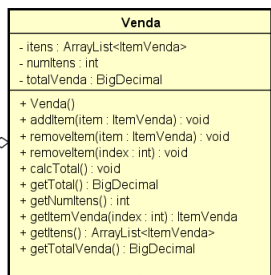 Venda
- itens : ArrayList<ItemVenda>
- numItens : int
- totalVenda : BigDecimal
+ Venda()
+ addItem(item : ItemVenda) : void
+ removeItem(item : ItemVenda) : void
+ removeItem(index : int) : void
+ calcTotal() : void
+ getTotal() : BigDecimal
+ getNumItens() : int
+ getItemVenda(index : int) : ItemVenda
+ getItens() : ArrayList<ItemVenda>
+ getTotalVenda() : BigDecimal